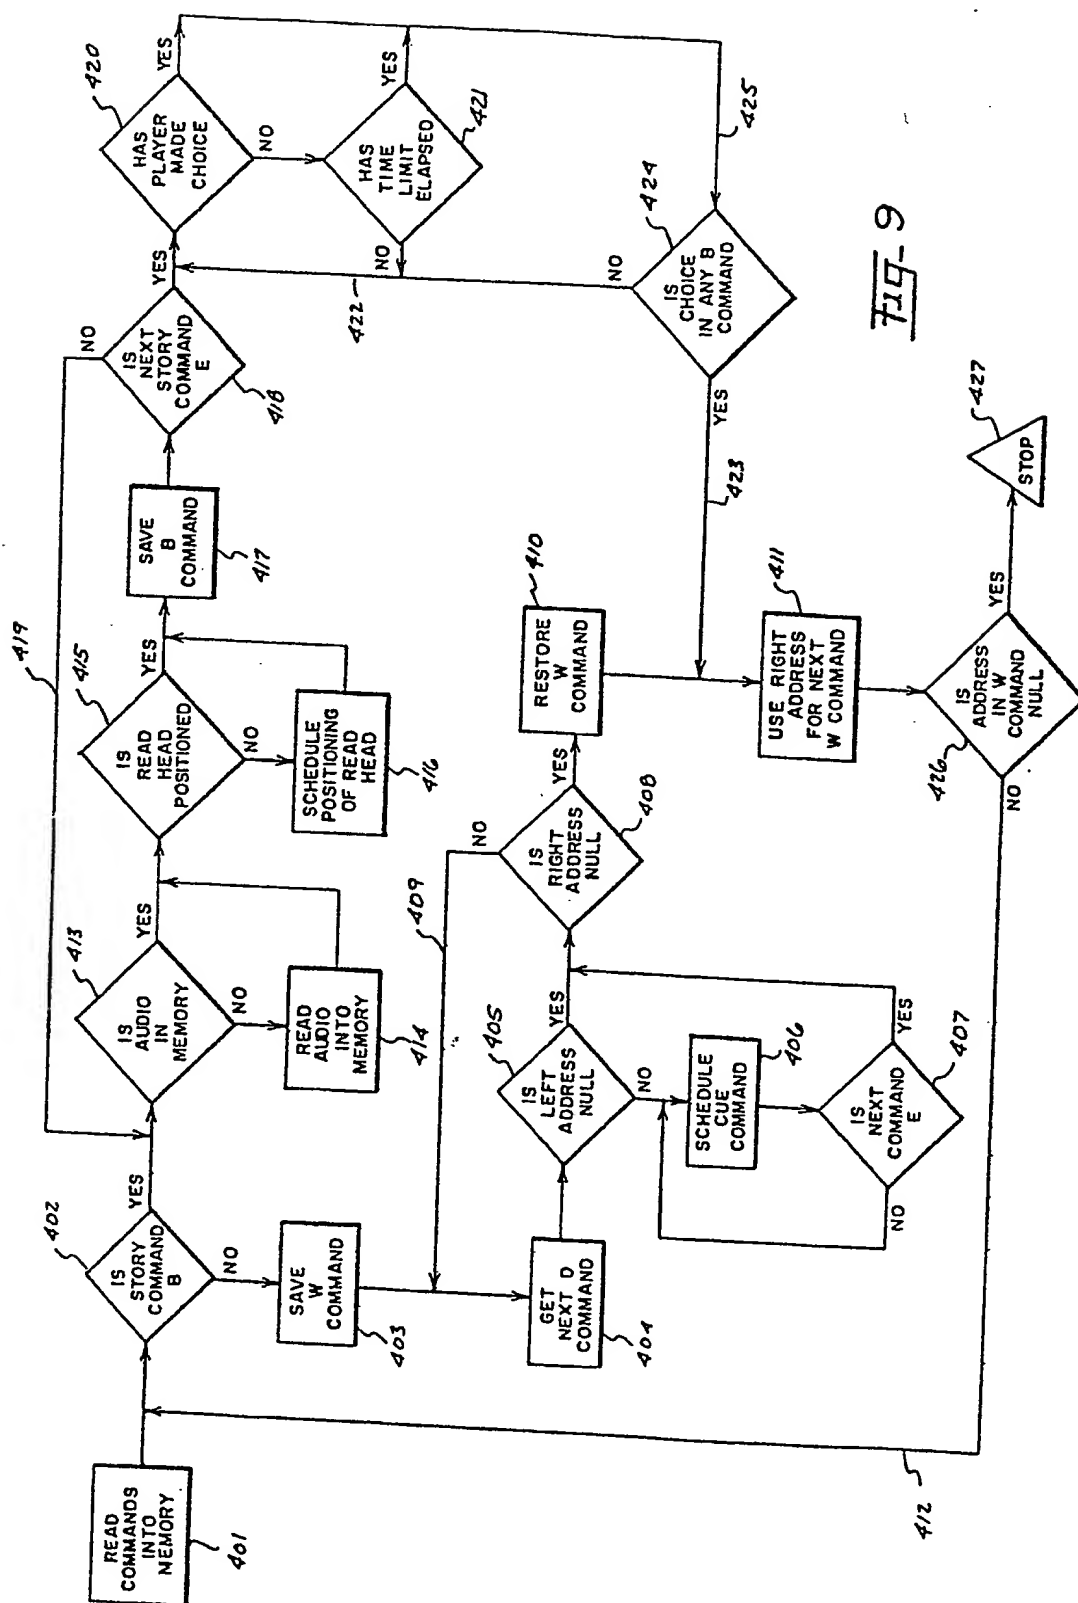 READ
COMMANDS
INTO
NEMORY
401
402
IS
STORY
COMMAND
B
YES
NO
SAVE
W
COMMAND
403
GET
NEXT D
COMMAND
404
405
IS
LEFT
ADDRESS
NULL
YES
NO
SCHEDULE
CUE
COMMAND
406
IS
NEXT
COMMAND
E
407
YES
NO
IS
RIGHT
ADDRESS
NULL
408
NO
409
YES
RESTORE
W
COMMAND
410
USE RIGHT
ADDRESS
FOR NEXT
W COMMAND
411
IS
ADDRESS
IN W
COMMAND
NULL
426
NO
412
YES
STOP
427
413
IS
AUDIO
IN
MEMORY
YES
NO
READ
AUDIO
INTO
MEMORY
414
415
IS
READ
HEAD
POSITIONED
YES
NO
SCHEDULE
POSITIONING
OF READ
HEAD
416
SAVE
B
COMMAND
417
IS
NEXT
STORY
COMMAND
E
418
NO
419
YES
HAS
PLAYER
MADE
CHOICE
420
YES
NO
HAS
TIME
LIMIT
ELAPSED
421
YES
NO
422
IS
CHOICE
IN ANY B
COMMAND
424
425
NO
YES
423
Fig-9